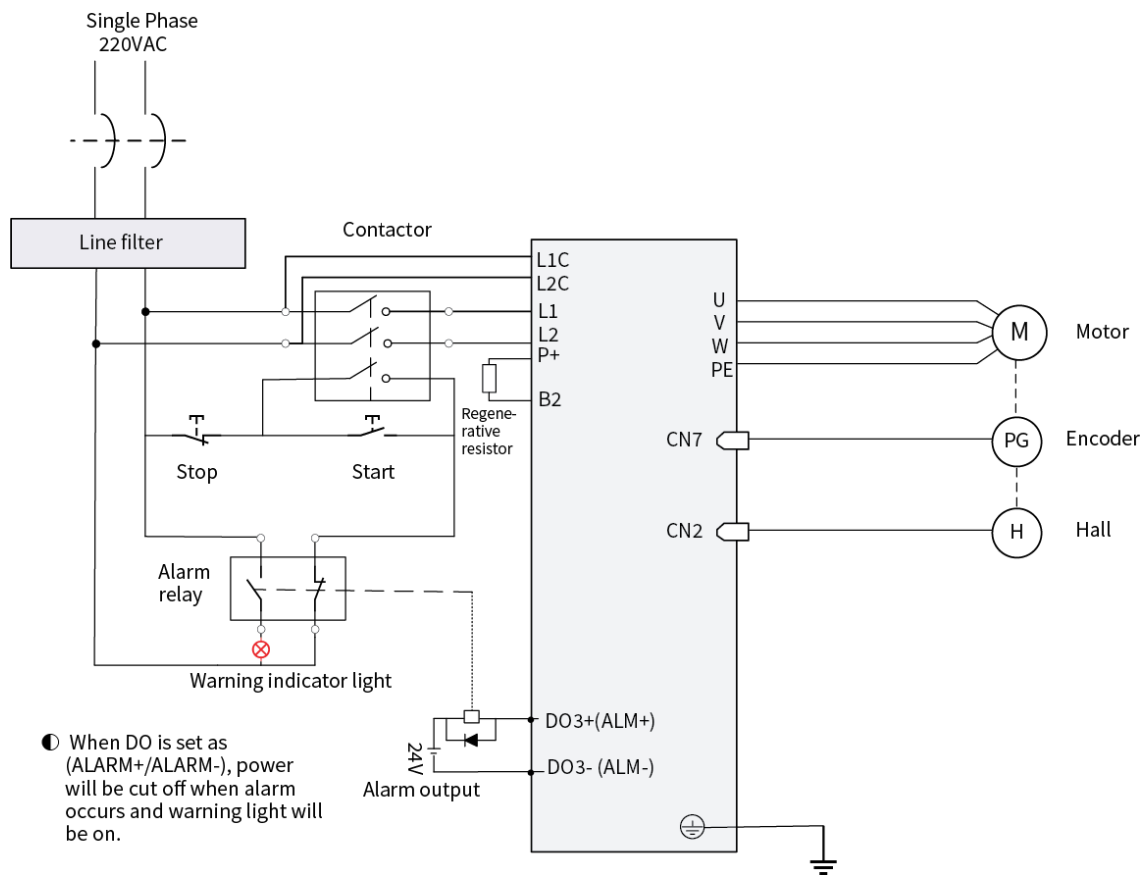 Single Phase
220VAC
Line filter
Contactor
L1C
L2C
L1
L2
P+
B2
Regene-
rative
resistor
U
V
W
PE
M
Motor
CN7
PG
Encoder
CN2
H
Hall
Stop
Start
Alarm
relay
Warning indicator light
DO3+(ALM+)
24V
DO3- (ALM-)
Alarm output
When DO is set as
(ALARM+/ALARM-), power
will be cut off when alarm
occurs and warning light will
be on.